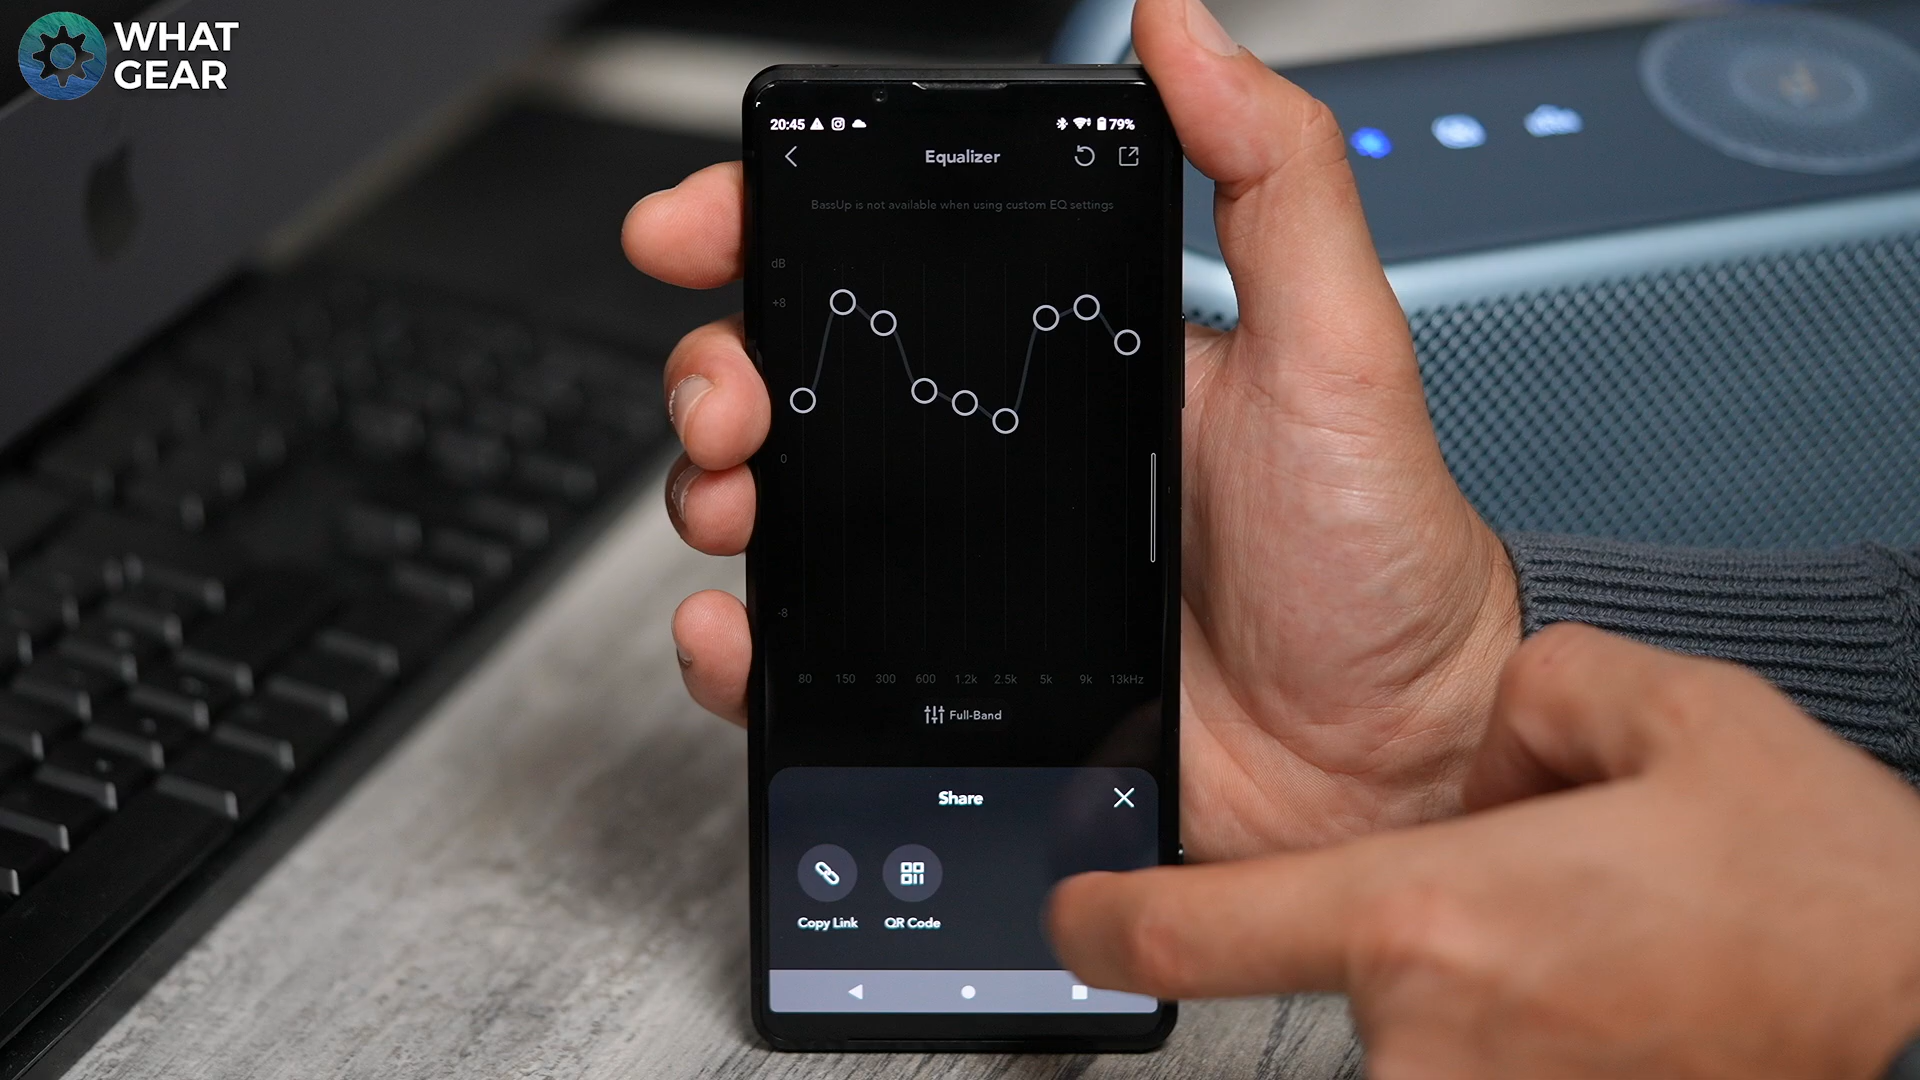 WHAT
GEAR
20:45
79%
Equalizer
BassUp is not available when using custom EQ settings
dB
+8
0
-8
80 150 300 600 1.2k 2.5k 5k 9k 13kHz
Full-Band
Share
Copy Link QR Code